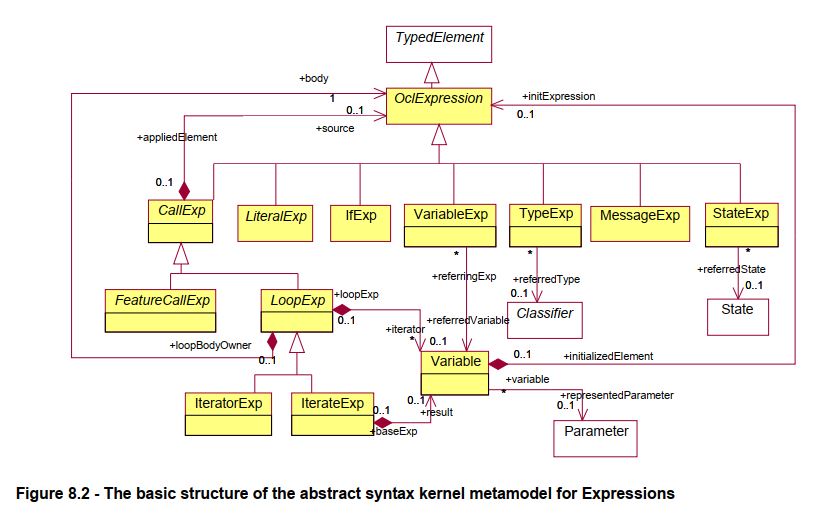 TypedElement
+body
1
OclExpression
+initExpression
0..1
0..1
+source
+appliedElement
0..1
CallExp
LiteralExp
IfExp
VariableExp
TypeExp
MessageExp
StateExp
*
*
*
+referringExp
+referredType
+referredState
0..1
0..1
FeatureCallExp
LoopExp
+loopExp
0..1
Classifier
State
+referredVariable
+iterator
*
0..1
+loopBodyOwner
0..1
Variable
0..1
+initializedElement
+variable
*
+representedParameter
0..1
IteratorExp
IterateExp
0..1
0..1
+result
+baseExp
Parameter
Figure 8.2 - The basic structure of the abstract syntax kernel metamodel for Expressions